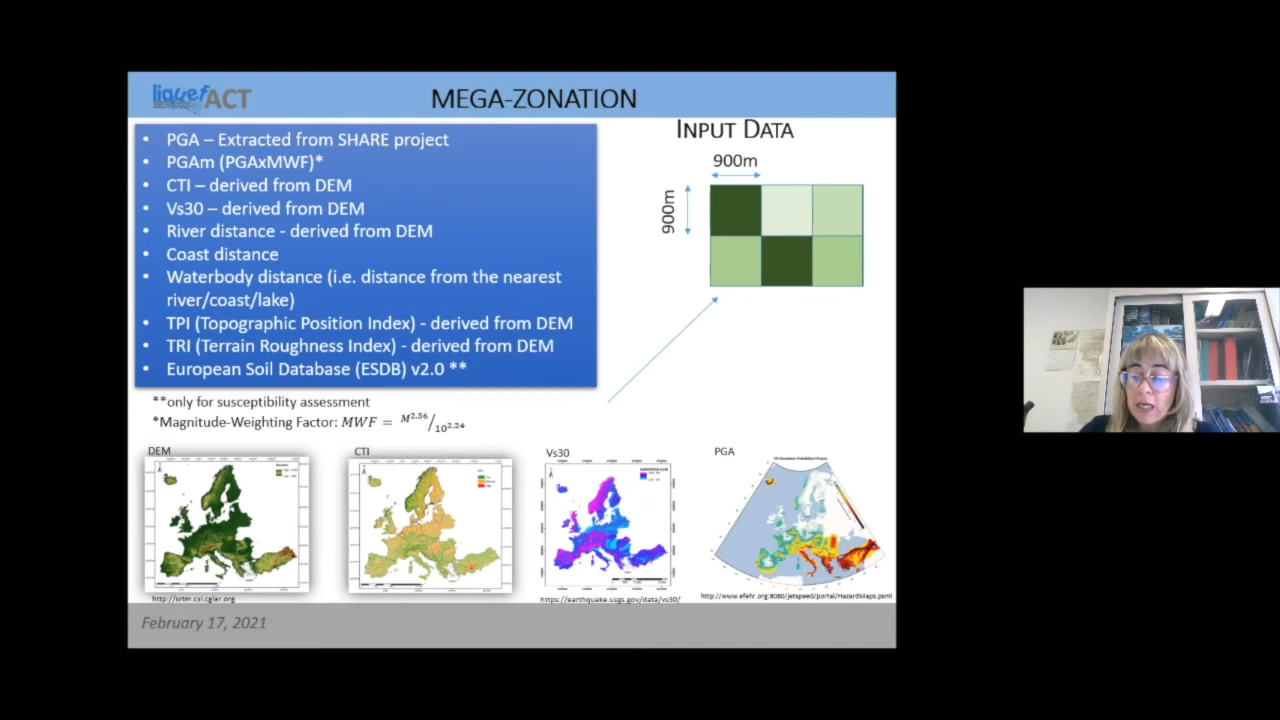 liquefACT
MEGA-ZONATION
INPUT DATA
• PGA – Extracted from SHARE project
• PGAm (PGAxMWF)*
• CTI – derived from DEM
• Vs30 – derived from DEM
• River distance - derived from DEM
• Coast distance
• Waterbody distance (i.e. distance from the nearest
river/coast/lake)
• TPI (Topographic Position Index) - derived from DEM
• TRI (Terrain Roughness Index) - derived from DEM
• European Soil Database (ESDB) v2.0 **
900m
900m
**only for susceptibility assessment
*Magnitude-Weighting Factor: MWF = M^2.56/10^2.24
DEM
CTI
Vs30
PGA
http://srtm.csi.cgiar.org
https://earthquake.usgs.gov/data/vs30/
http://www.efehr.org:8080/jetspeed/portal/HazardMaps.psml
February 17, 2021